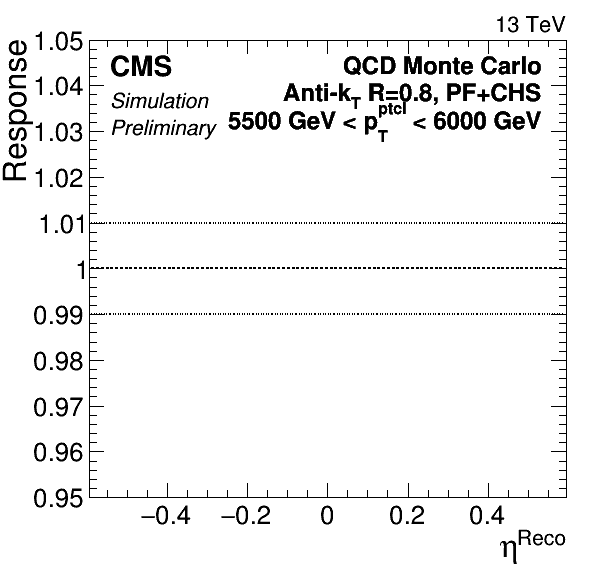 13 TeV
Response
CMS
Simulation
Preliminary
QCD Monte Carlo
Anti-k_T R=0.8, PF+CHS
5500 GeV < p_T^ptcl < 6000 GeV
1.05
1.04
1.03
1.02
1.01
1
0.99
0.98
0.97
0.96
0.95
−0.4 −0.2 0 0.2 0.4
η^Reco